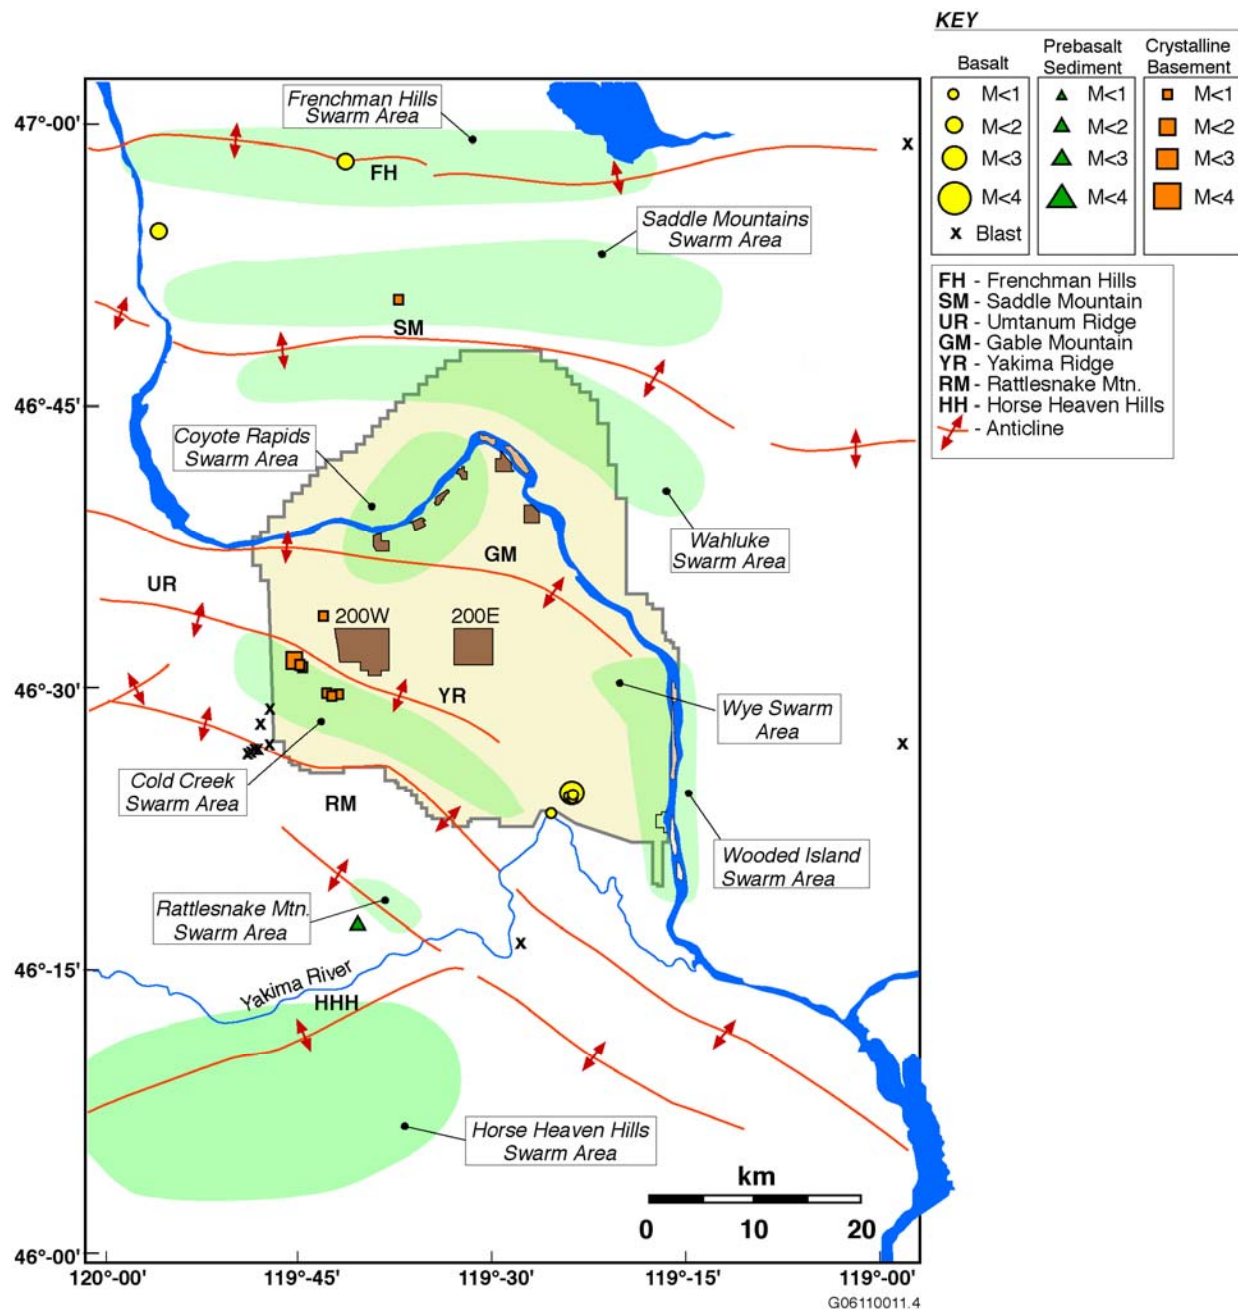 KEY
Basalt
Prebasalt
Sediment
Crystalline
Basement
M<1
M<1
M<1
M<2
M<2
M<2
M<3
M<3
M<3
M<4
M<4
M<4
x Blast
FH - Frenchman Hills
SM - Saddle Mountain
UR - Umtanum Ridge
GM - Gable Mountain
YR - Yakima Ridge
RM - Rattlesnake Mtn.
HH - Horse Heaven Hills
- Anticline
Frenchman Hills
Swarm Area
47°-00'
x
FH
Saddle Mountains
Swarm Area
SM
46°-45'
Coyote Rapids
Swarm Area
Wahluke
Swarm Area
GM
UR
200W
200E
46°-30'
YR
Wye Swarm
Area
x
x
x
x
x
Cold Creek
Swarm Area
RM
Wooded Island
Swarm Area
Rattlesnake Mtn.
Swarm Area
x
46°-15'
Yakima River
HHH
Horse Heaven Hills
Swarm Area
km
0 10 20
46°-00'
120°-00' 119°-45' 119°-30' 119°-15' 119°-00'
G06110011.4